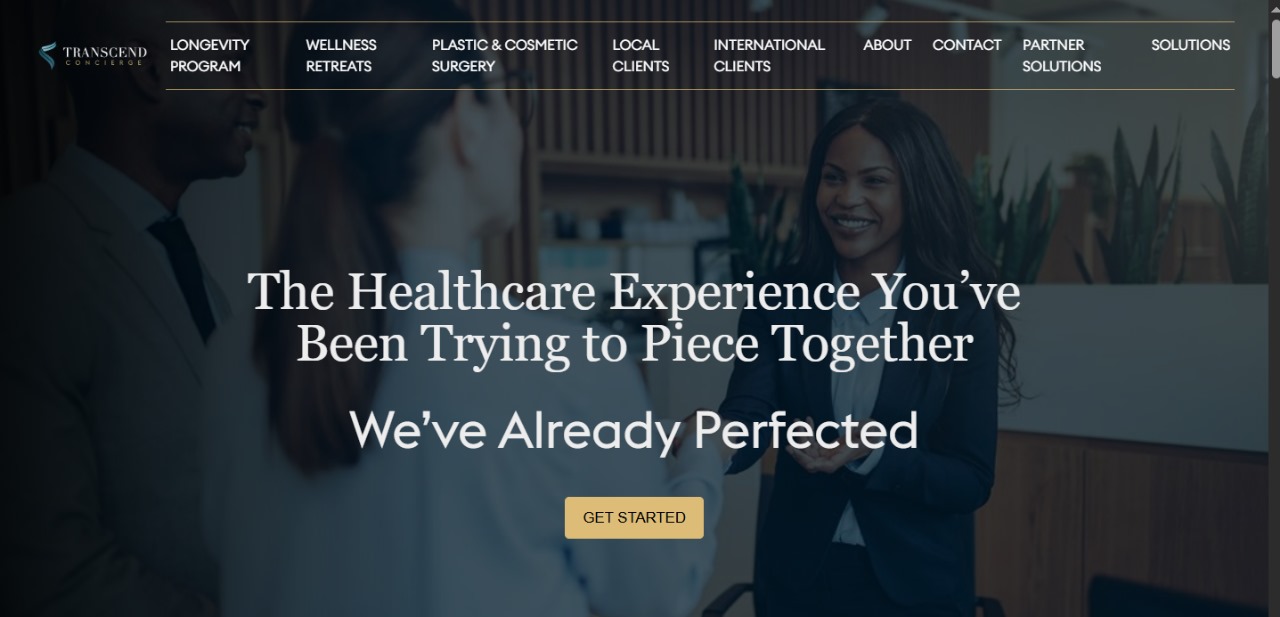 TRANSCEND
CONCIERGE
LONGEVITY
PROGRAM
WELLNESS
RETREATS
PLASTIC & COSMETIC
SURGERY
LOCAL
CLIENTS
INTERNATIONAL
CLIENTS
ABOUT
CONTACT
PARTNER
SOLUTIONS
SOLUTIONS
The Healthcare Experience You’ve
Been Trying to Piece Together
We’ve Already Perfected
GET STARTED